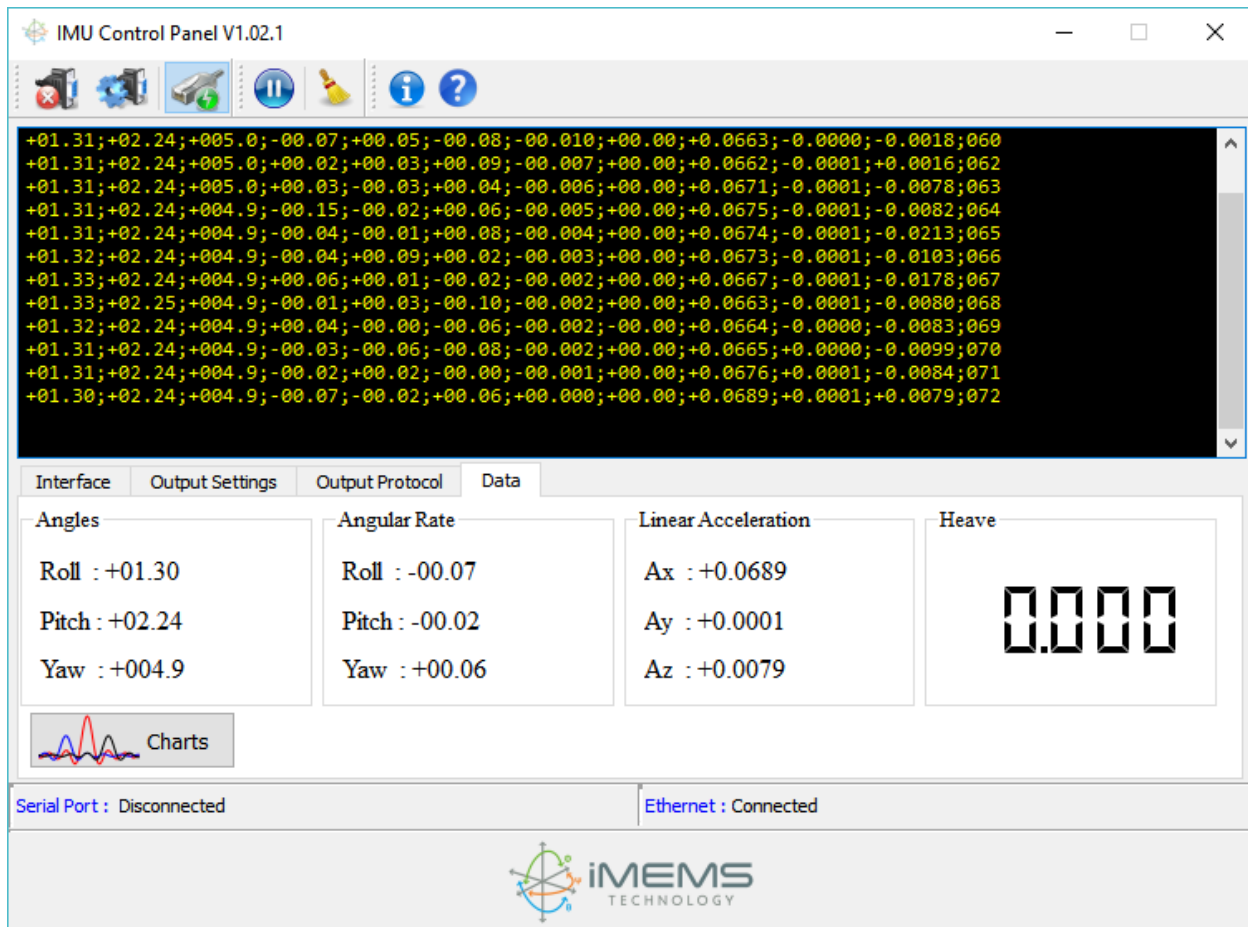 IMU Control Panel V1.02.1
+01.31;+02.24;+005.0;-00.07;+00.05;-00.08;-00.010;+00.00;+0.0663;-0.0000;-0.0018;060
+01.31;+02.24;+005.0;+00.02;+00.03;+00.09;-00.007;+00.00;+0.0662;-0.0001;+0.0016;062
+01.31;+02.24;+005.0;+00.03;-00.03;+00.04;-00.006;+00.00;+0.0671;-0.0001;-0.0078;063
+01.31;+02.24;+004.9;-00.15;-00.02;+00.06;-00.005;+00.00;+0.0675;-0.0001;-0.0082;064
+01.31;+02.24;+004.9;-00.04;-00.01;+00.08;-00.004;+00.00;+0.0674;-0.0001;-0.0213;065
+01.32;+02.24;+004.9;-00.04;+00.09;+00.02;-00.003;+00.00;+0.0673;-0.0001;-0.0103;066
+01.33;+02.24;+004.9;+00.06;+00.01;-00.02;-00.002;+00.00;+0.0667;-0.0001;-0.0178;067
+01.33;+02.25;+004.9;-00.01;+00.03;-00.10;-00.002;+00.00;+0.0663;-0.0001;-0.0080;068
+01.32;+02.24;+004.9;+00.04;-00.00;-00.06;-00.002;-00.00;+0.0664;-0.0000;-0.0083;069
+01.31;+02.24;+004.9;-00.03;-00.06;-00.08;-00.002;+00.00;+0.0665;+0.0000;-0.0099;070
+01.31;+02.24;+004.9;-00.02;+00.02;-00.00;-00.001;+00.00;+0.0676;+0.0001;-0.0084;071
+01.30;+02.24;+004.9;-00.07;-00.02;+00.06;+00.000;+00.00;+0.0689;+0.0001;+0.0079;072
Interface Output Settings Output Protocol Data
Angles Angular Rate Linear Acceleration Heave
Roll : +01.30 Roll : -00.07 Ax : +0.0689
Pitch : +02.24 Pitch : -00.02 Ay : +0.0001 0.000
Yaw : +004.9 Yaw : +00.06 Az : +0.0079
Charts
Serial Port : Disconnected Ethernet : Connected
iMEMS
TECHNOLOGY